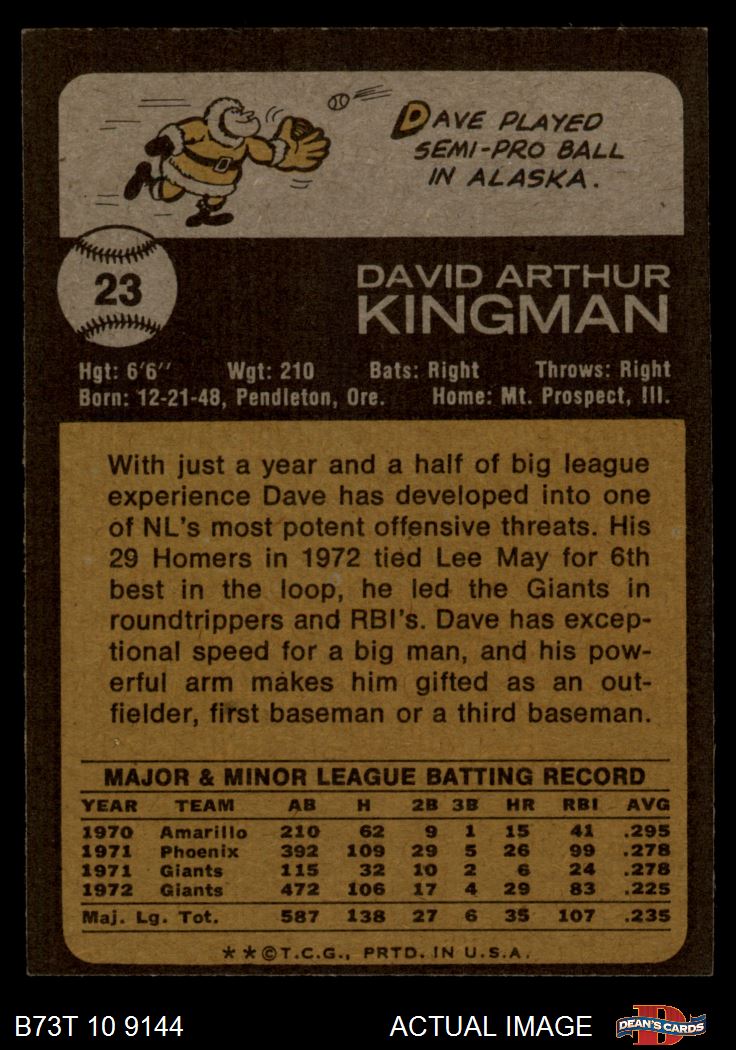 DAVE PLAYED
SEMI-PRO BALL
IN ALASKA.
23
DAVID ARTHUR
KINGMAN
Hgt: 6'6" Wgt: 210 Bats: Right Throws: Right
Born: 12-21-48, Pendleton, Ore. Home: Mt. Prospect, Ill.
With just a year and a half of big league
experience Dave has developed into one
of NL's most potent offensive threats. His
29 Homers in 1972 tied Lee May for 6th
best in the loop, he led the Giants in
roundtrippers and RBI's. Dave has excep-
tional speed for a big man, and his pow-
erful arm makes him gifted as an out-
fielder, first baseman or a third baseman.
MAJOR & MINOR LEAGUE BATTING RECORD
YEAR TEAM AB H 2B 3B HR RBI AVG
1970 Amarillo 210 62 9 1 15 41 .295
1971 Phoenix 392 109 29 5 26 99 .278
1971 Giants 115 32 10 2 6 24 .278
1972 Giants 472 106 17 4 29 83 .225
Maj. Lg. Tot. 587 138 27 6 35 107 .235
**©T.C.G., PRTD. IN U.S.A.
B73T 10 9144 ACTUAL IMAGE DEAN'S CARDS